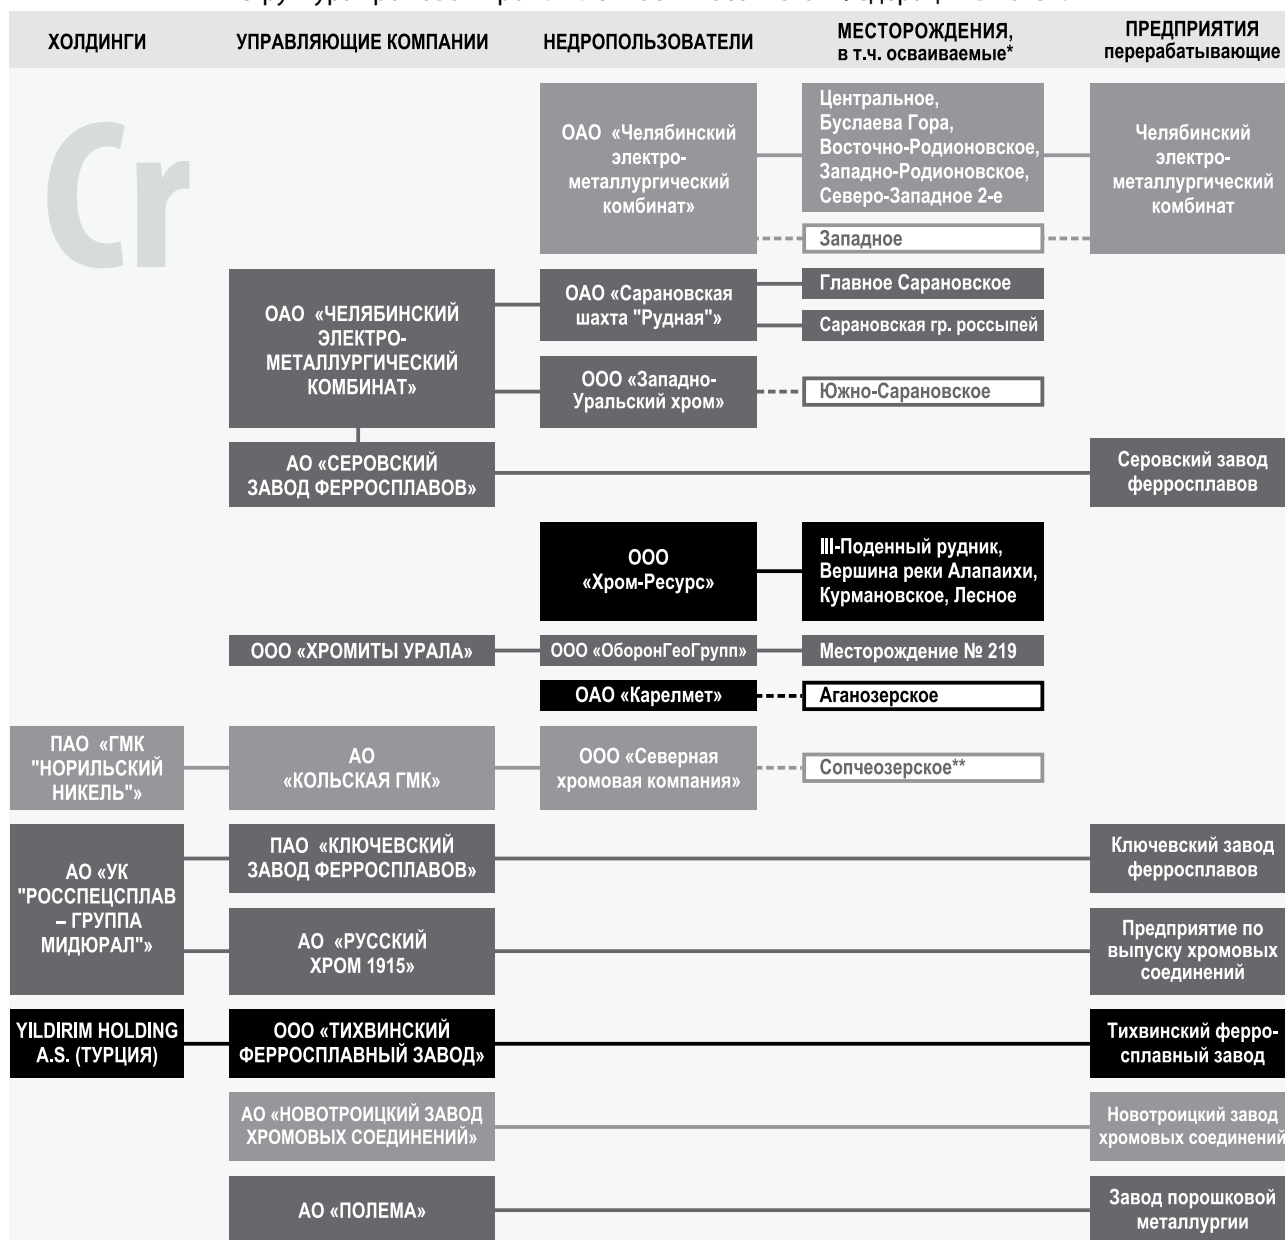 ХОЛДИНГИ
УПРАВЛЯЮЩИЕ КОМПАНИИ
НЕДРОПОЛЬЗОВАТЕЛИ
МЕСТОРОЖДЕНИЯ,
в т.ч. осваиваемые*
ПРЕДПРИЯТИЯ
перерабатывающие
Cr
ОАО «Челябинский
электро-
металлургический
комбинат»
Центральное,
Буслаева Гора,
Восточно-Родионовское,
Западно-Родионовское,
Северо-Западное 2-е
Челябинский
электро-
металлургический
комбинат
Западное
ОАО «ЧЕЛЯБИНСКИЙ
ЭЛЕКТРО-
МЕТАЛЛУРГИЧЕСКИЙ
КОМБИНАТ»
ОАО «Сарановская
шахта "Рудная"»
Главное Сарановское
Сарановская гр. россыпей
ООО «Западно-
Уральский хром»
Южно-Сарановское
АО «СЕРОВСКИЙ
ЗАВОД ФЕРРОСПЛАВОВ»
Серовский завод
ферросплавов
ООО
«Хром-Ресурс»
III-Поденный рудник,
Вершина реки Алапаихи,
Курмановское, Лесное
ООО «ХРОМИТЫ УРАЛА»
ООО «ОборонГеоГрупп»
Месторождение № 219
ОАО «Карелмет»
Аганозерское
ПАО «ГМК
"НОРИЛЬСКИЙ
НИКЕЛЬ"»
АО
«КОЛЬСКАЯ ГМК»
ООО «Северная
хромовая компания»
Сопчеозерское**
АО «УК
"РОССПЕЦСПЛАВ
– ГРУППА
МИДЮРАЛ"»
ПАО «КЛЮЧЕВСКИЙ
ЗАВОД ФЕРРОСПЛАВОВ»
Ключевский завод
ферросплавов
АО «РУССКИЙ
ХРОМ 1915»
Предприятие по
выпуску хромовых
соединений
YILDIRIM HOLDING
A.S. (ТУРЦИЯ)
ООО «ТИХВИНСКИЙ
ФЕРРОСПЛАВНЫЙ ЗАВОД»
Тихвинский ферро-
сплавный завод
АО «НОВОТРОИЦКИЙ ЗАВОД
ХРОМОВЫХ СОЕДИНЕНИЙ»
Новотроицкий завод
хромовых соединений
АО «ПОЛЕМА»
Завод порошковой
металлургии